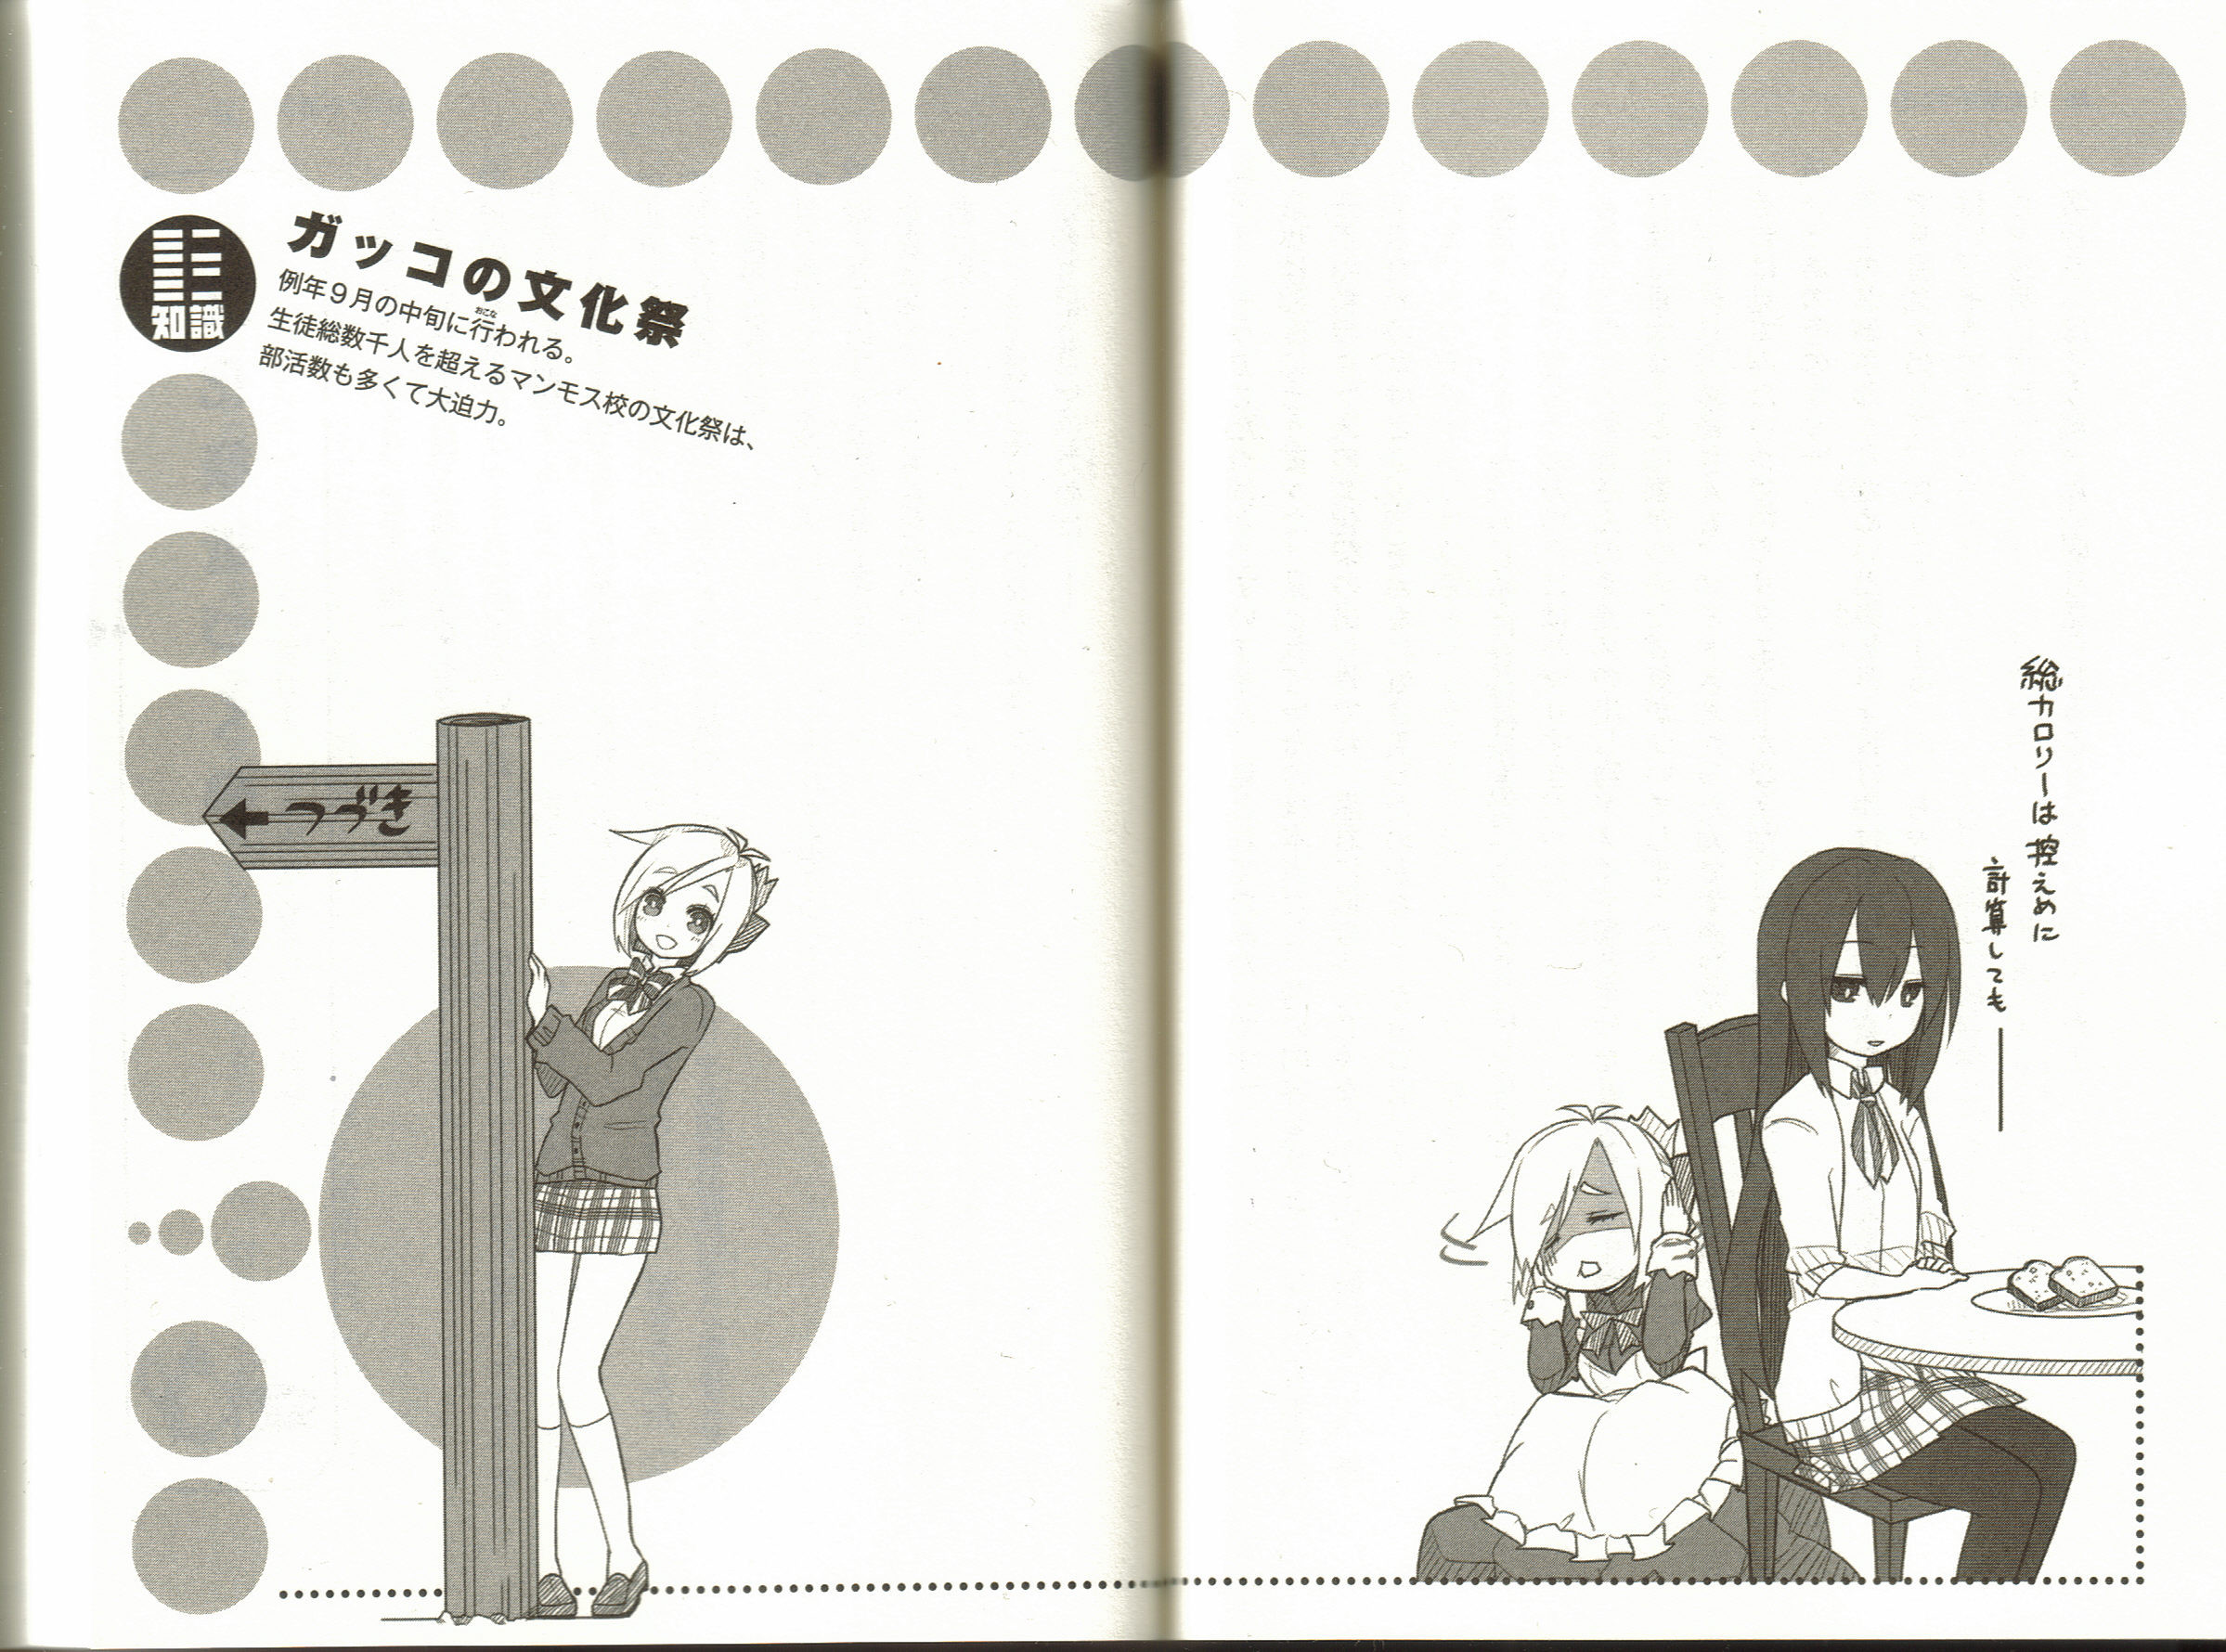 総カロリーは控えめに
計算しても――
ミニ
知識
ガッコの文化祭
例年9月の中旬に行われる。
おこな
生徒総数千人を超えるマンモス校の文化祭は、
部活数も多くて大迫力。
←つづき